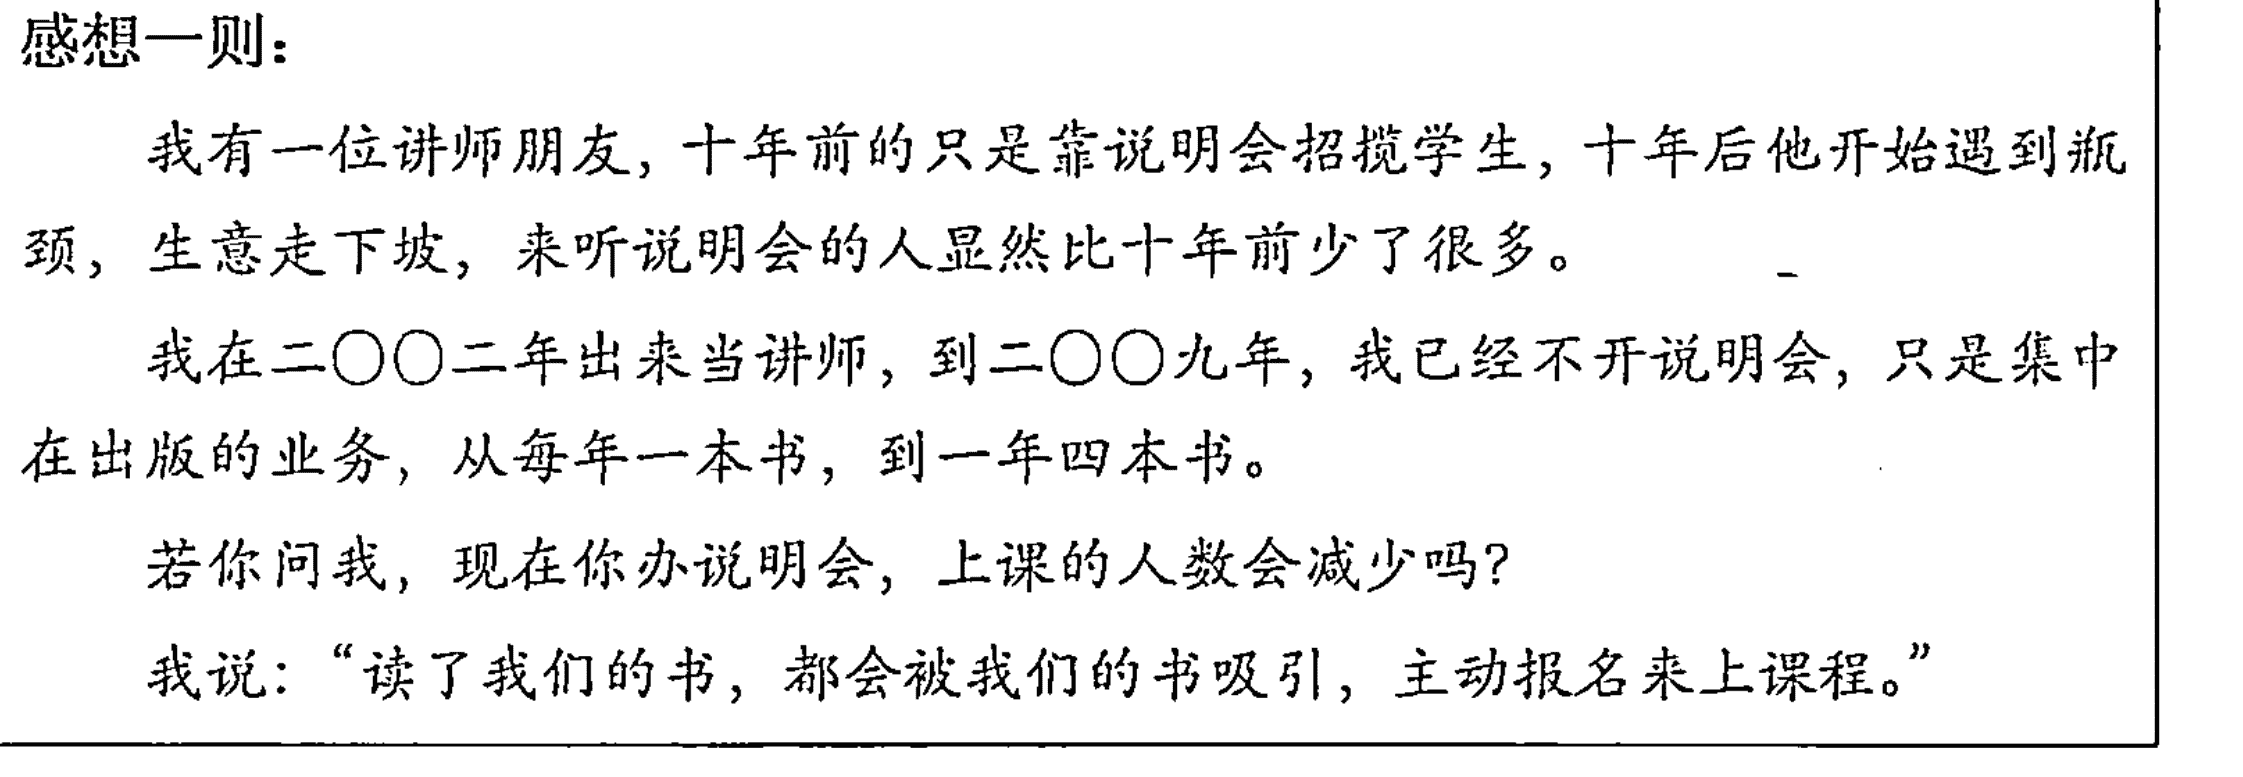 感想一则：
我有一位讲师朋友，十年前的只是靠说明会招揽学生，十年后他开始遇到瓶
颈，生意走下坡，来听说明会的人显然比十年前少了很多。
我在二〇〇二年出来当讲师，到二〇〇九年，我已经不开说明会，只是集中
在出版的业务，从每年一本书，到一年四本书。
若你问我，现在你办说明会，上课的人数会减少吗？
我说：“读了我们的书，都会被我们的书吸引，主动报名来上课程。”